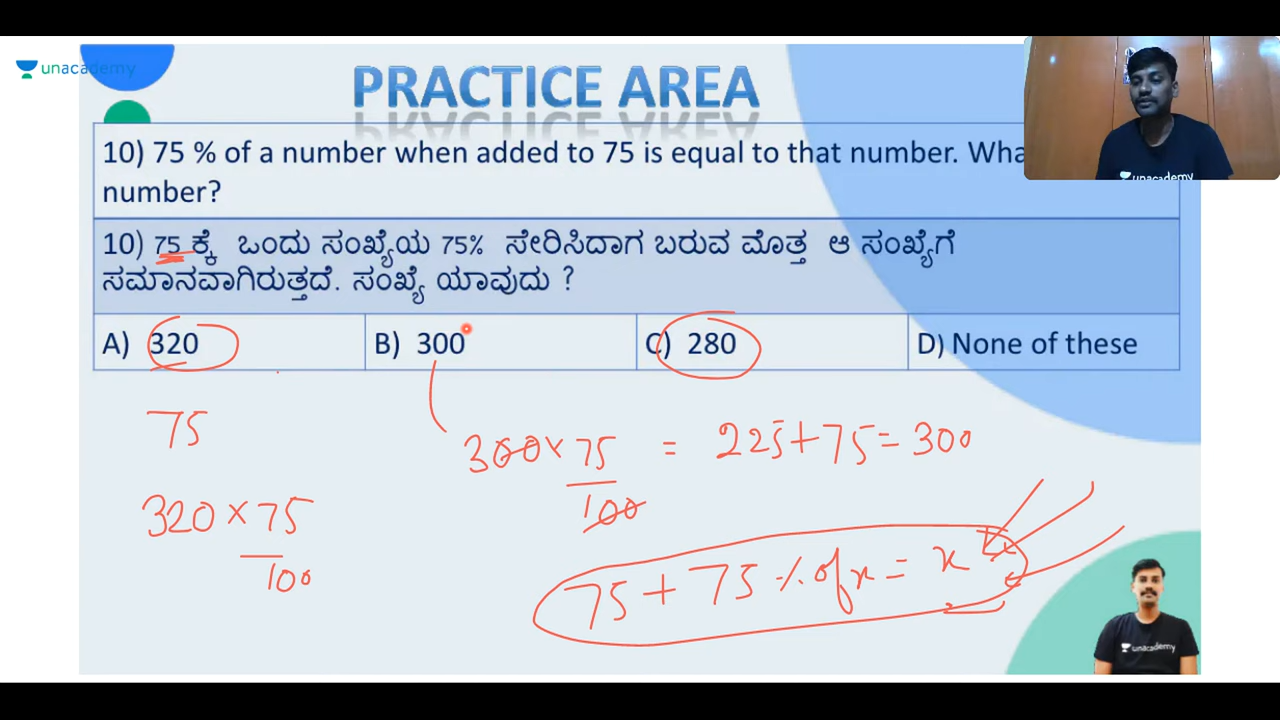 unacademy
PRACTICE AREA
10) 75 % of a number when added to 75 is equal to that number. Wha
number?
10) 75 ಕ್ಕೆ ಒಂದು ಸಂಖ್ಯೆಯ 75% ಸೇರಿಸಿದಾಗ ಬರುವ ಮೊತ್ತ ಆ ಸಂಖ್ಯೆಗೆ
ಸಮಾನವಾಗಿರುತ್ತದೆ. ಸಂಖ್ಯೆ ಯಾವುದು ?
A) 320 B) 300 C) 280 D) None of these
75
300 × 75 = 225 + 75 = 300
100
320 × 75
100
75 + 75 % of x = x
unacademy
unacademy